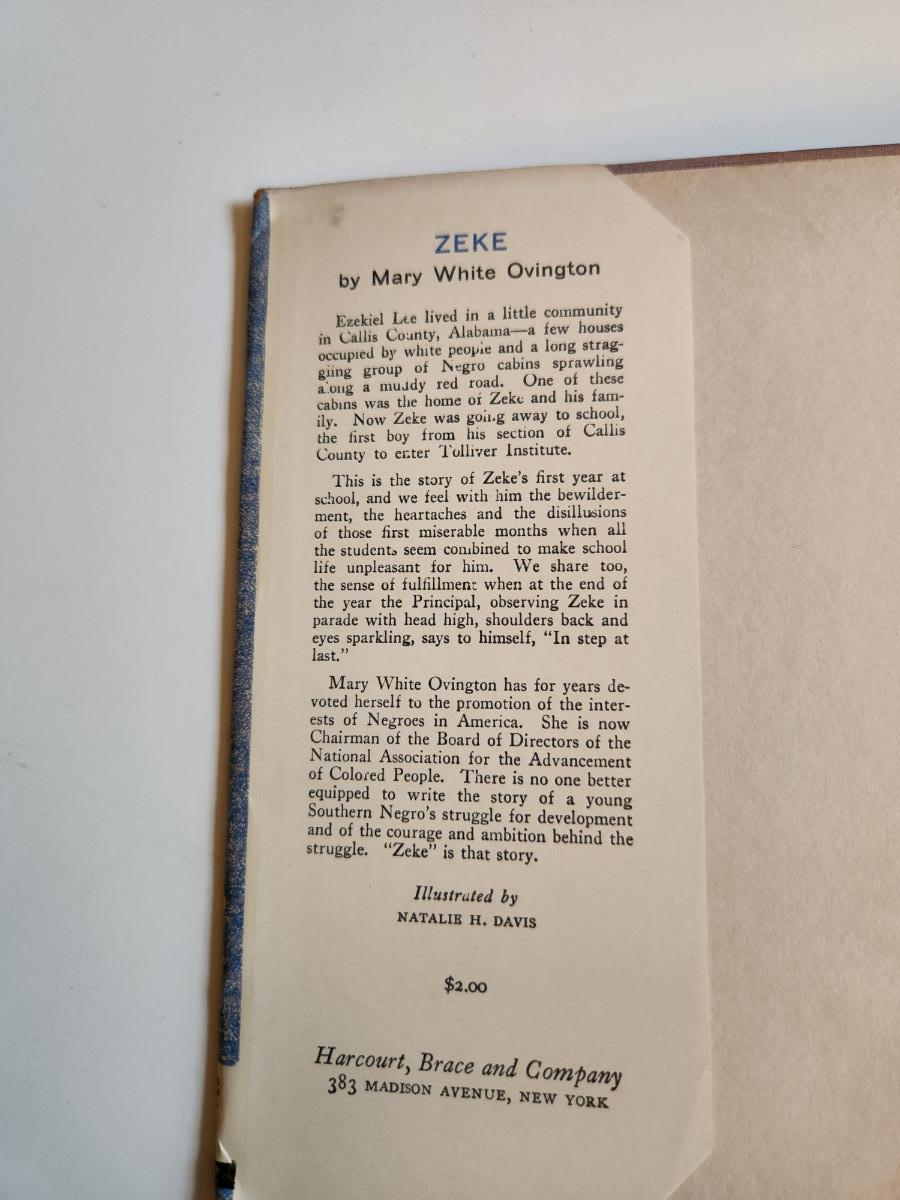 ZEKE
by Mary White Ovington
Ezekiel Lee lived in a little community
in Callis County, Alabama—a few houses
occupied by white people and a long strag-
gling group of Negro cabins sprawling
along a muddy red road. One of these
cabins was the home of Zeke and his fam-
ily. Now Zeke was going away to school,
the first boy from his section of Callis
County to enter Tolliver Institute.
This is the story of Zeke's first year at
school, and we feel with him the bewilder-
ment, the heartaches and the disillusions
of those first miserable months when all
the students seem combined to make school
life unpleasant for him. We share too,
the sense of fulfillment when at the end of
the year the Principal, observing Zeke in
parade with head high, shoulders back and
eyes sparkling, says to himself, "In step at
last."
Mary White Ovington has for years de-
voted herself to the promotion of the inter-
ests of Negroes in America. She is now
Chairman of the Board of Directors of the
National Association for the Advancement
of Colored People. There is no one better
equipped to write the story of a young
Southern Negro's struggle for development
and of the courage and ambition behind the
struggle. "Zeke" is that story.
Illustrated by
NATALIE H. DAVIS
$2.00
Harcourt, Brace and Company
383 MADISON AVENUE, NEW YORK